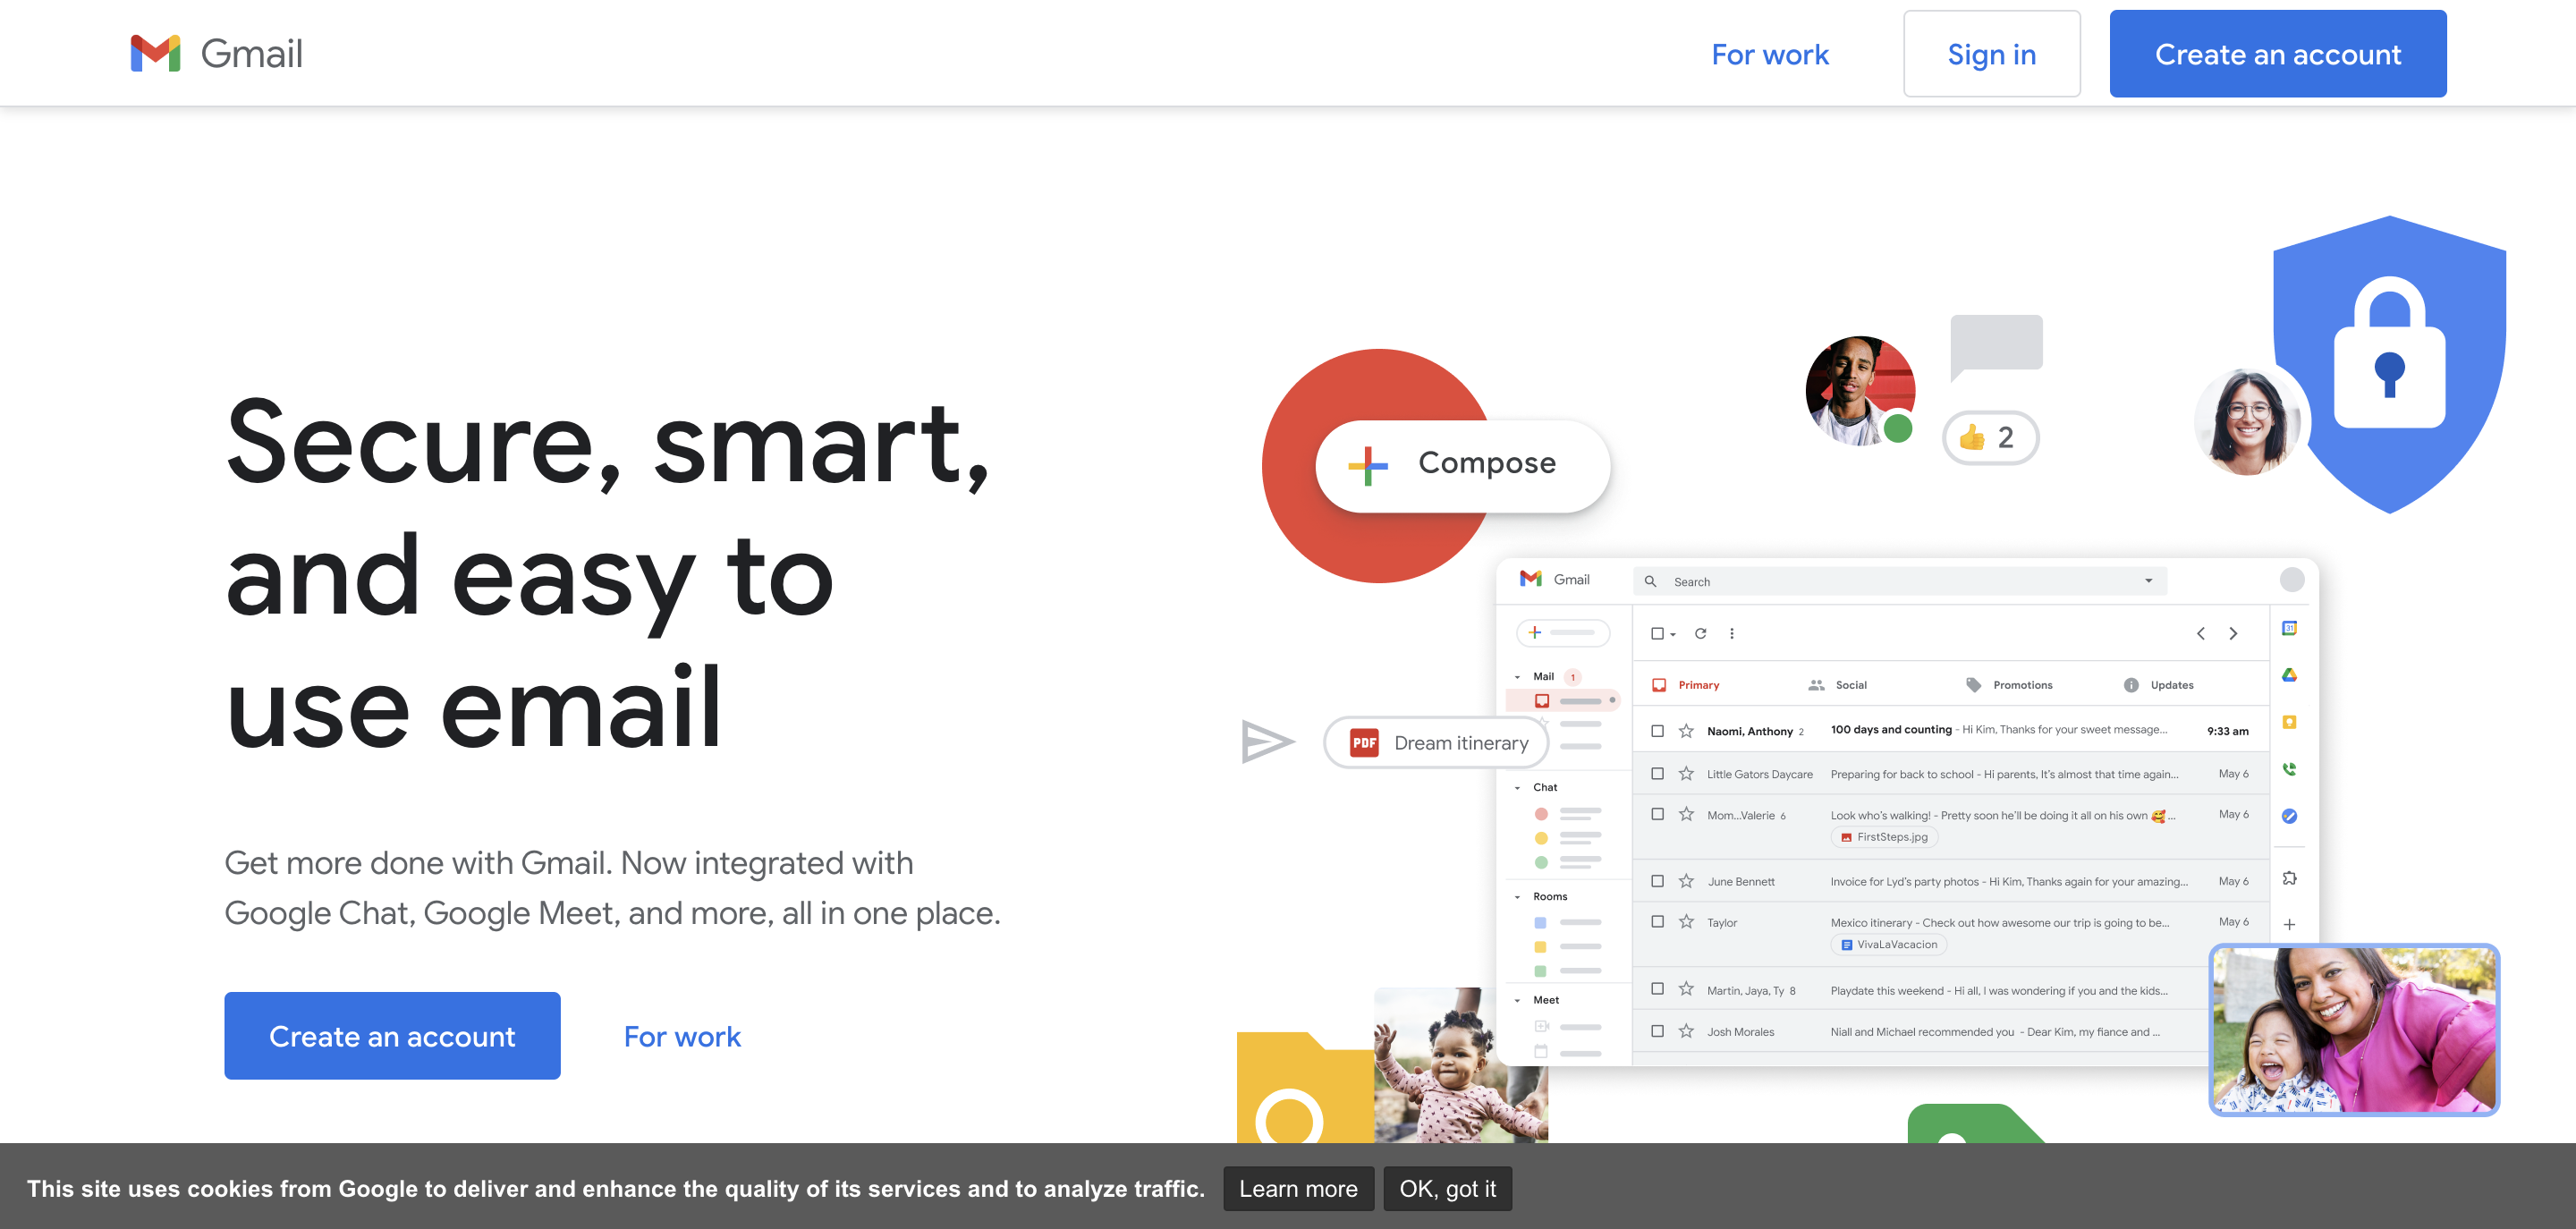 Gmail
For work
Sign in
Create an account
Secure, smart,
and easy to
use email
Get more done with Gmail. Now integrated with
Google Chat, Google Meet, and more, all in one place.
Create an account
For work
Compose
👍 2
PDF Dream itinerary
Gmail
Search
31
Mail 1
Chat
Rooms
Meet
Primary
Social
Promotions
Updates
Naomi, Anthony 2 100 days and counting - Hi Kim, Thanks for your sweet message... 9:33 am
Little Gators Daycare Preparing for back to school - Hi parents, It's almost that time again... May 6
Mom...Valerie 6 Look who's walking! - Pretty soon he'll be doing it all on his own 🥰 ... May 6
FirstSteps.jpg
June Bennett Invoice for Lyd's party photos - Hi Kim, Thanks again for your amazing... May 6
Taylor Mexico itinerary - Check out how awesome our trip is going to be... May 6
VivaLaVacacion
Martin, Jaya, Ty 8 Playdate this weekend - Hi all, I was wondering if you and the kids...
Josh Morales Niall and Michael recommended you - Dear Kim, my fiance and ...
This site uses cookies from Google to deliver and enhance the quality of its services and to analyze traffic.
Learn more
OK, got it